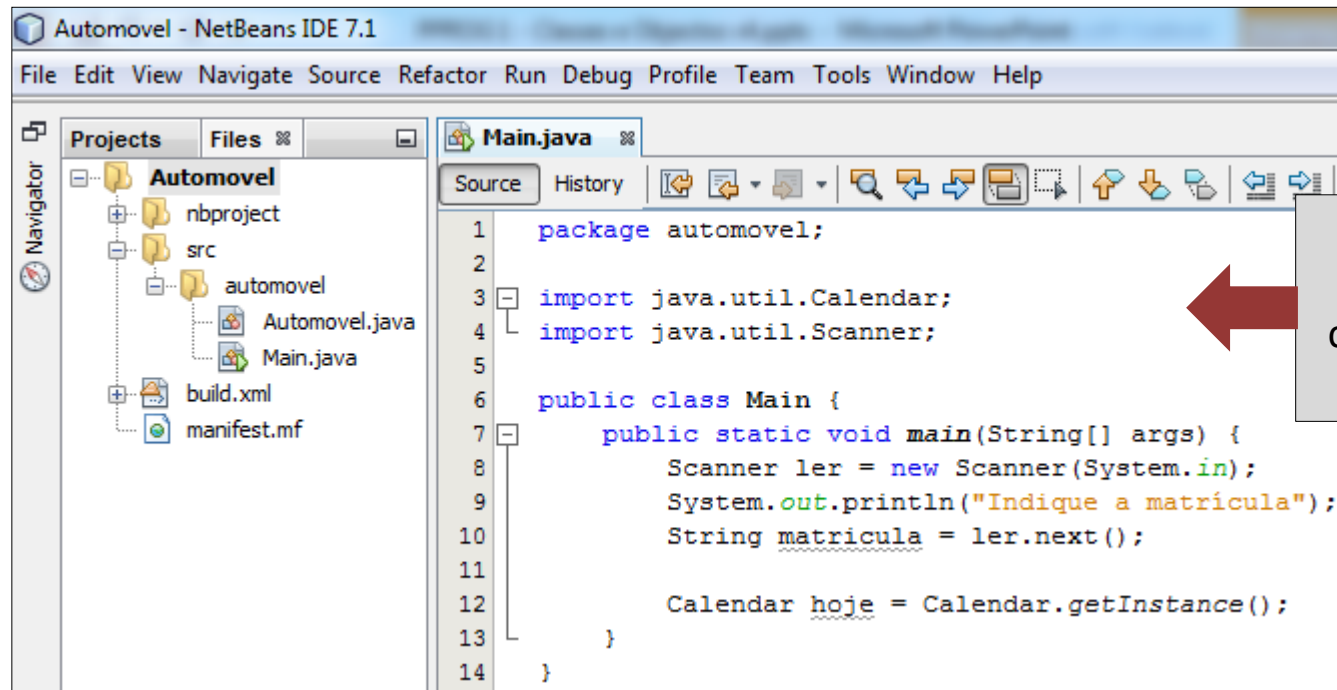 Automovel - NetBeans IDE 7.1
File Edit View Navigate Source Refactor Run Debug Profile Team Tools Window Help
Navigator
Projects Files
Automovel
nbproject
src
automovel
Automovel.java
Main.java
build.xml
manifest.mf
Main.java
Source History
1 package automovel;
2
3 import java.util.Calendar;
4 import java.util.Scanner;
5
6 public class Main {
7 public static void main(String[] args) {
8 Scanner ler = new Scanner(System.in);
9 System.out.println("Indique a matrícula");
10 String matricula = ler.next();
11
12 Calendar hoje = Calendar.getInstance();
13 }
14 }